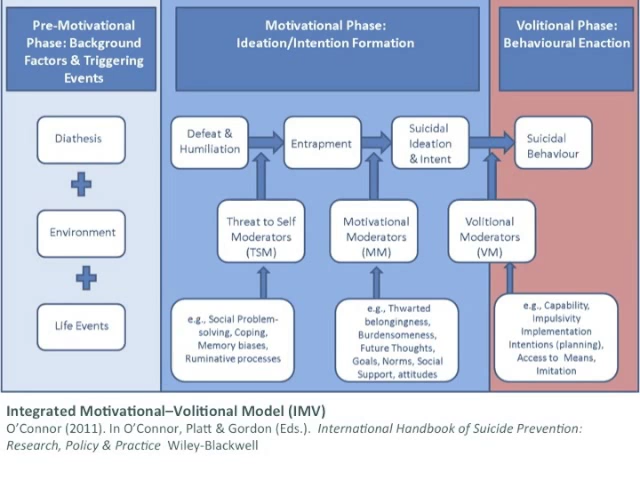 Pre-Motivational
Phase: Background
Factors & Triggering
Events
Motivational Phase:
Ideation/Intention Formation
Volitional Phase:
Behavioural Enaction
Diathesis
Environment
Life Events
Defeat &
Humiliation
Entrapment
Suicidal
Ideation
& Intent
Suicidal
Behaviour
Threat to Self
Moderators
(TSM)
Motivational
Moderators
(MM)
Volitional
Moderators
(VM)
e.g., Social Problem-
solving, Coping,
Memory biases,
Ruminative processes
e.g., Thwarted
belongingness,
Burdensomeness,
Future Thoughts,
Goals, Norms, Social
Support, attitudes
e.g., Capability,
Impulsivity
Implementation
Intentions (planning),
Access to Means,
Imitation
Integrated Motivational–Volitional Model (IMV)
O'Connor (2011). In O'Connor, Platt & Gordon (Eds.). International Handbook of Suicide Prevention:
Research, Policy & Practice Wiley-Blackwell